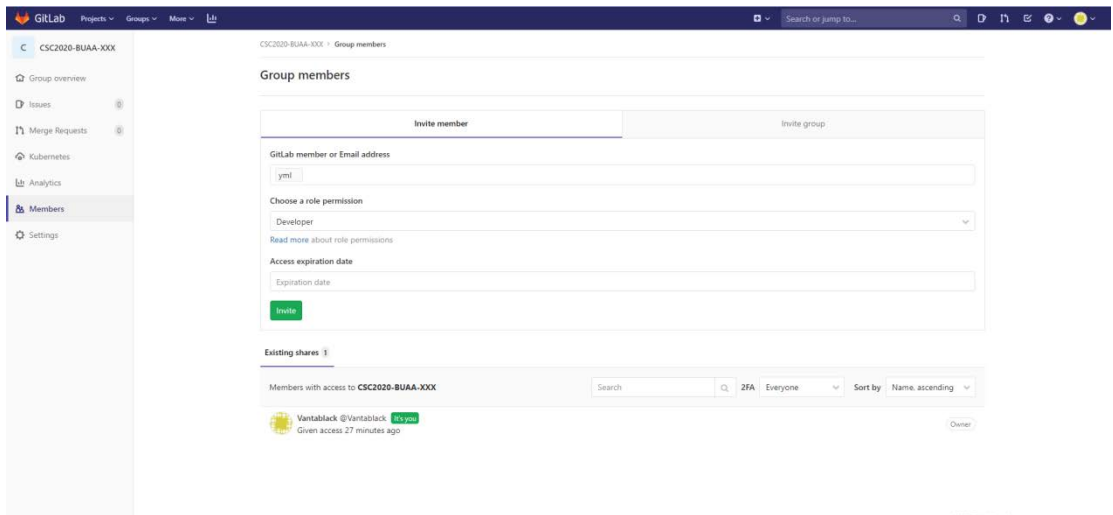 GitLab Projects Groups More Search or jump to...
C CSC2020-BUAA-XXX
Group overview
Issues 0
Merge Requests 0
Kubernetes
Analytics
Members
Settings
CSC2020-BUAA-XXX > Group members
Group members
Invite member Invite group
GitLab member or Email address
yml
Choose a role permission
Developer
Read more about role permissions
Access expiration date
Expiration date
Invite
Existing shares 1
Members with access to CSC2020-BUAA-XXX Search 2FA Everyone Sort by Name, ascending
Vantablack @Vantablack It's you
Given access 27 minutes ago
Owner